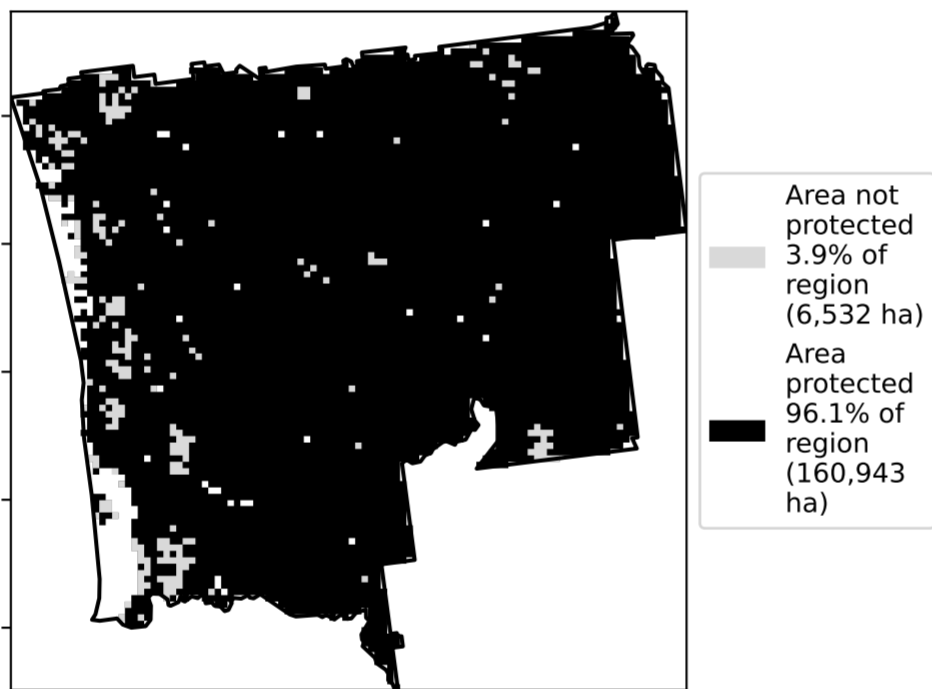 Area not
protected
3.9% of
region
(6,532 ha)
Area
protected
96.1% of
region
(160,943
ha)